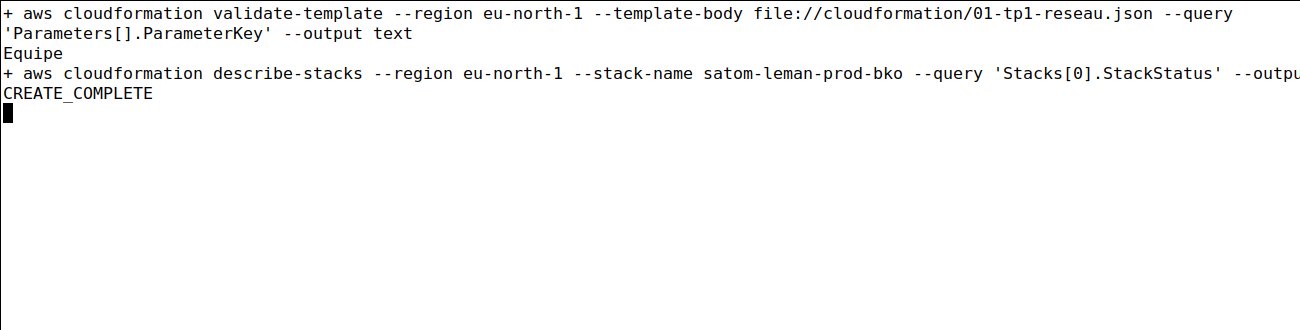 + aws cloudformation validate-template --region eu-north-1 --template-body file://cloudformation/01-tp1-reseau.json --query
'Parameters[].ParameterKey' --output text
Equipe
+ aws cloudformation describe-stacks --region eu-north-1 --stack-name satom-leman-prod-bko --query 'Stacks[0].StackStatus' --outpu
CREATE_COMPLETE